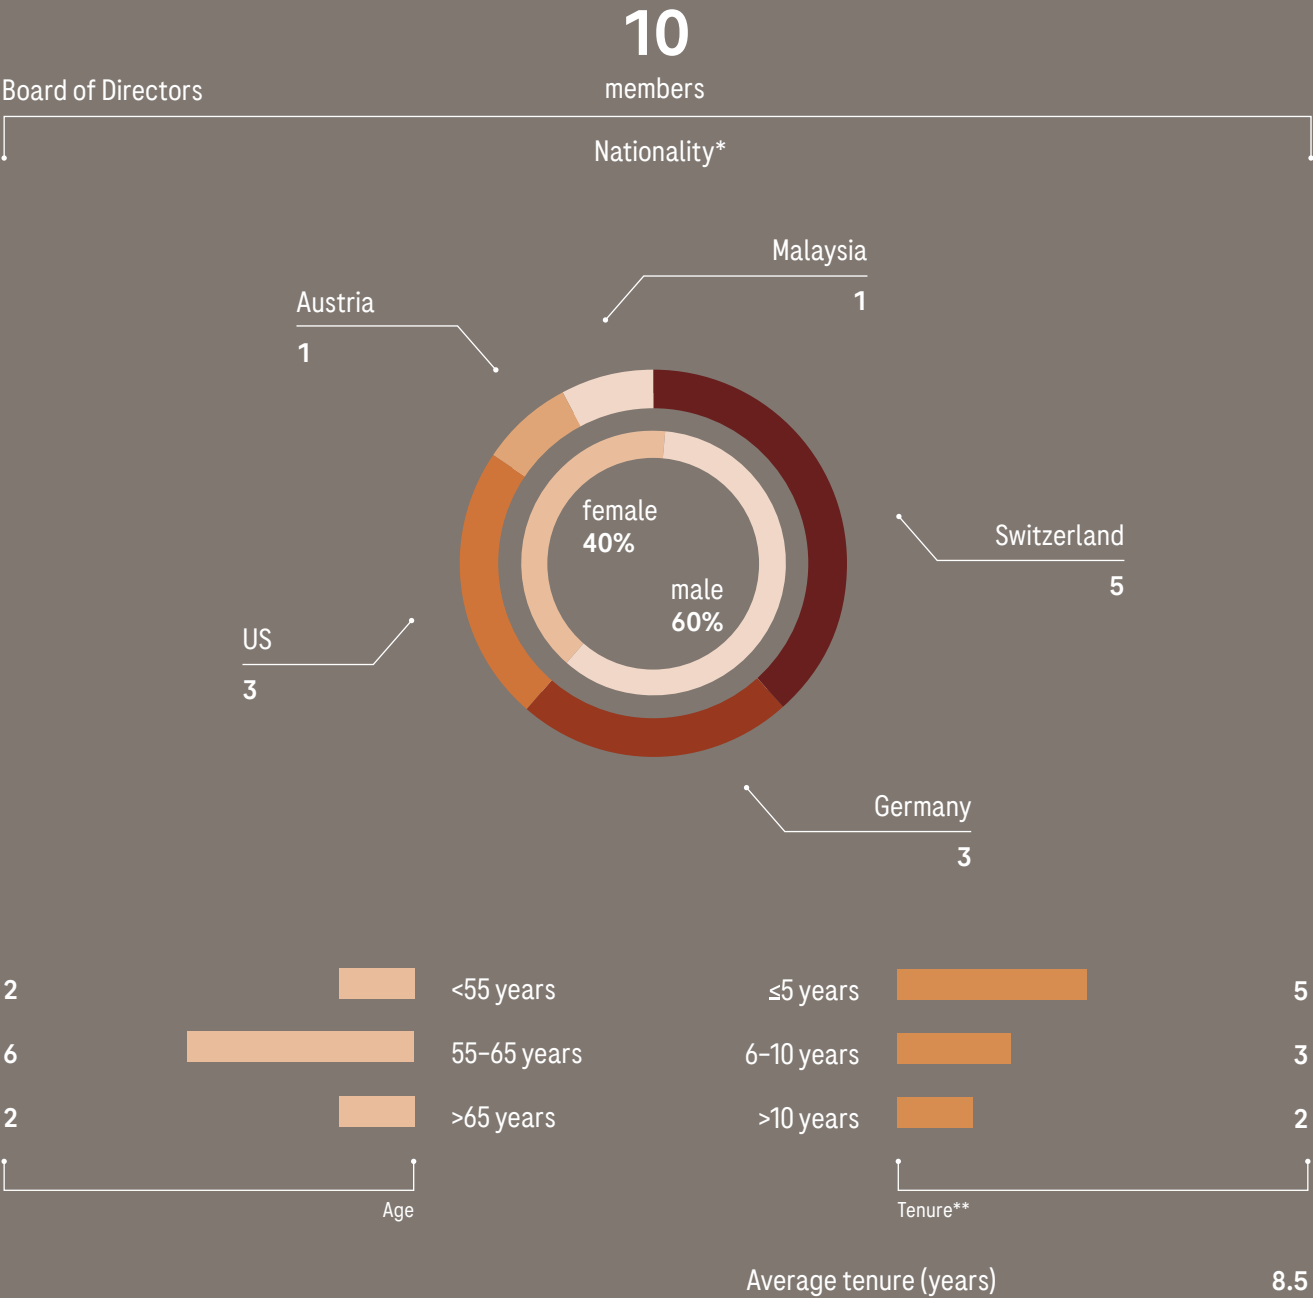 10
members
Board of Directors
Nationality*
Malaysia
1
Austria
1
Switzerland
5
female
40%
male
60%
US
3
Germany
3
2 <55 years
6 55–65 years
2 >65 years
Age
≤5 years 5
6–10 years 3
>10 years 2
Tenure**
Average tenure (years) 8.5